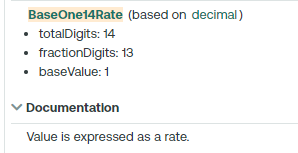 BaseOne14Rate (based on decimal)
• totalDigits: 14
• fractionDigits: 13
• baseValue: 1
Documentation
Value is expressed as a rate.